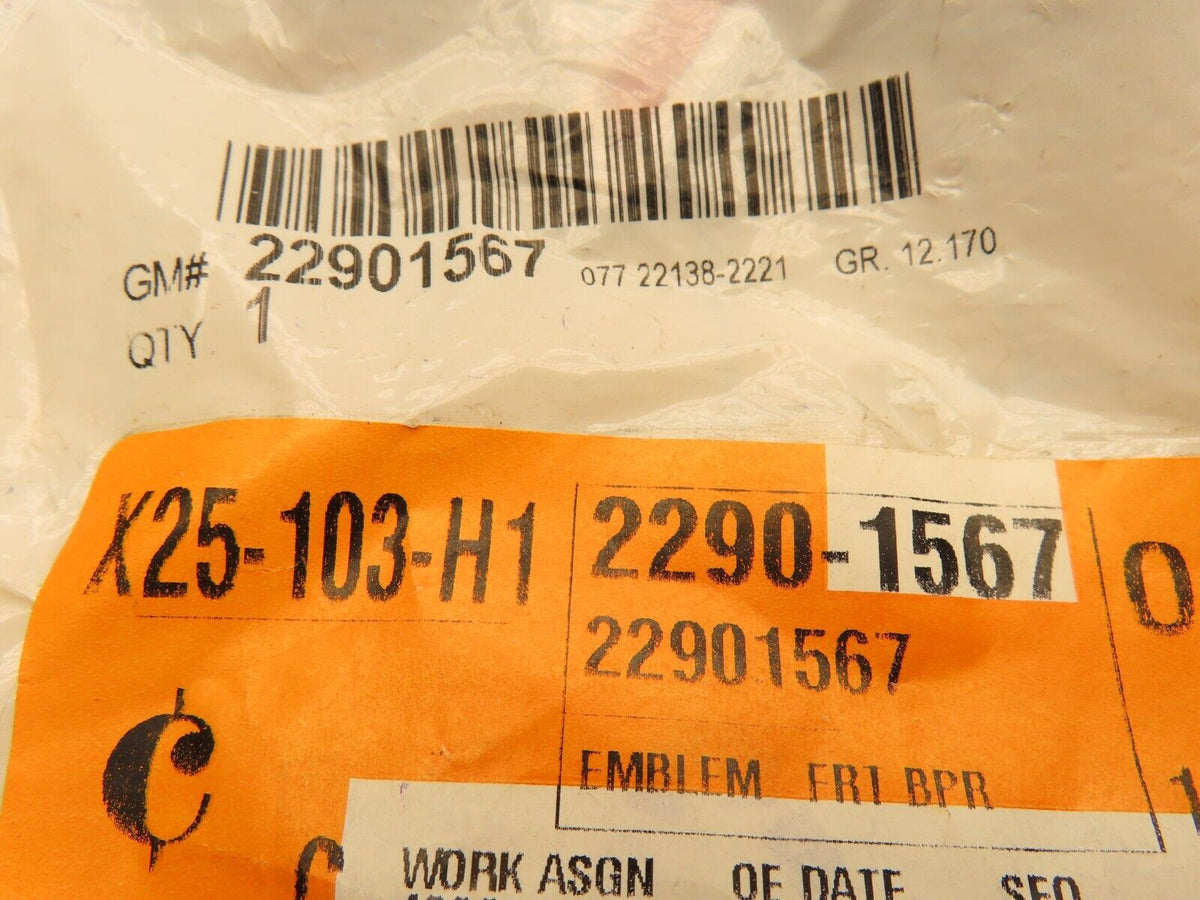 GM# 22901567 077 22138-2221 GR. 12.170
QTY 1
X25-103-H1 2290-1567 0
22901567
¢
EMBLEM FRT BPR
WORK ASGN OE DATE SEQ